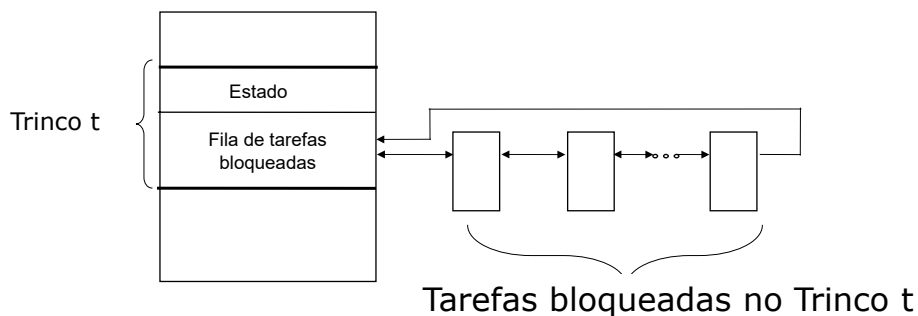 Estado
Trinco t
Fila de tarefas
bloqueadas
Tarefas bloqueadas no Trinco t